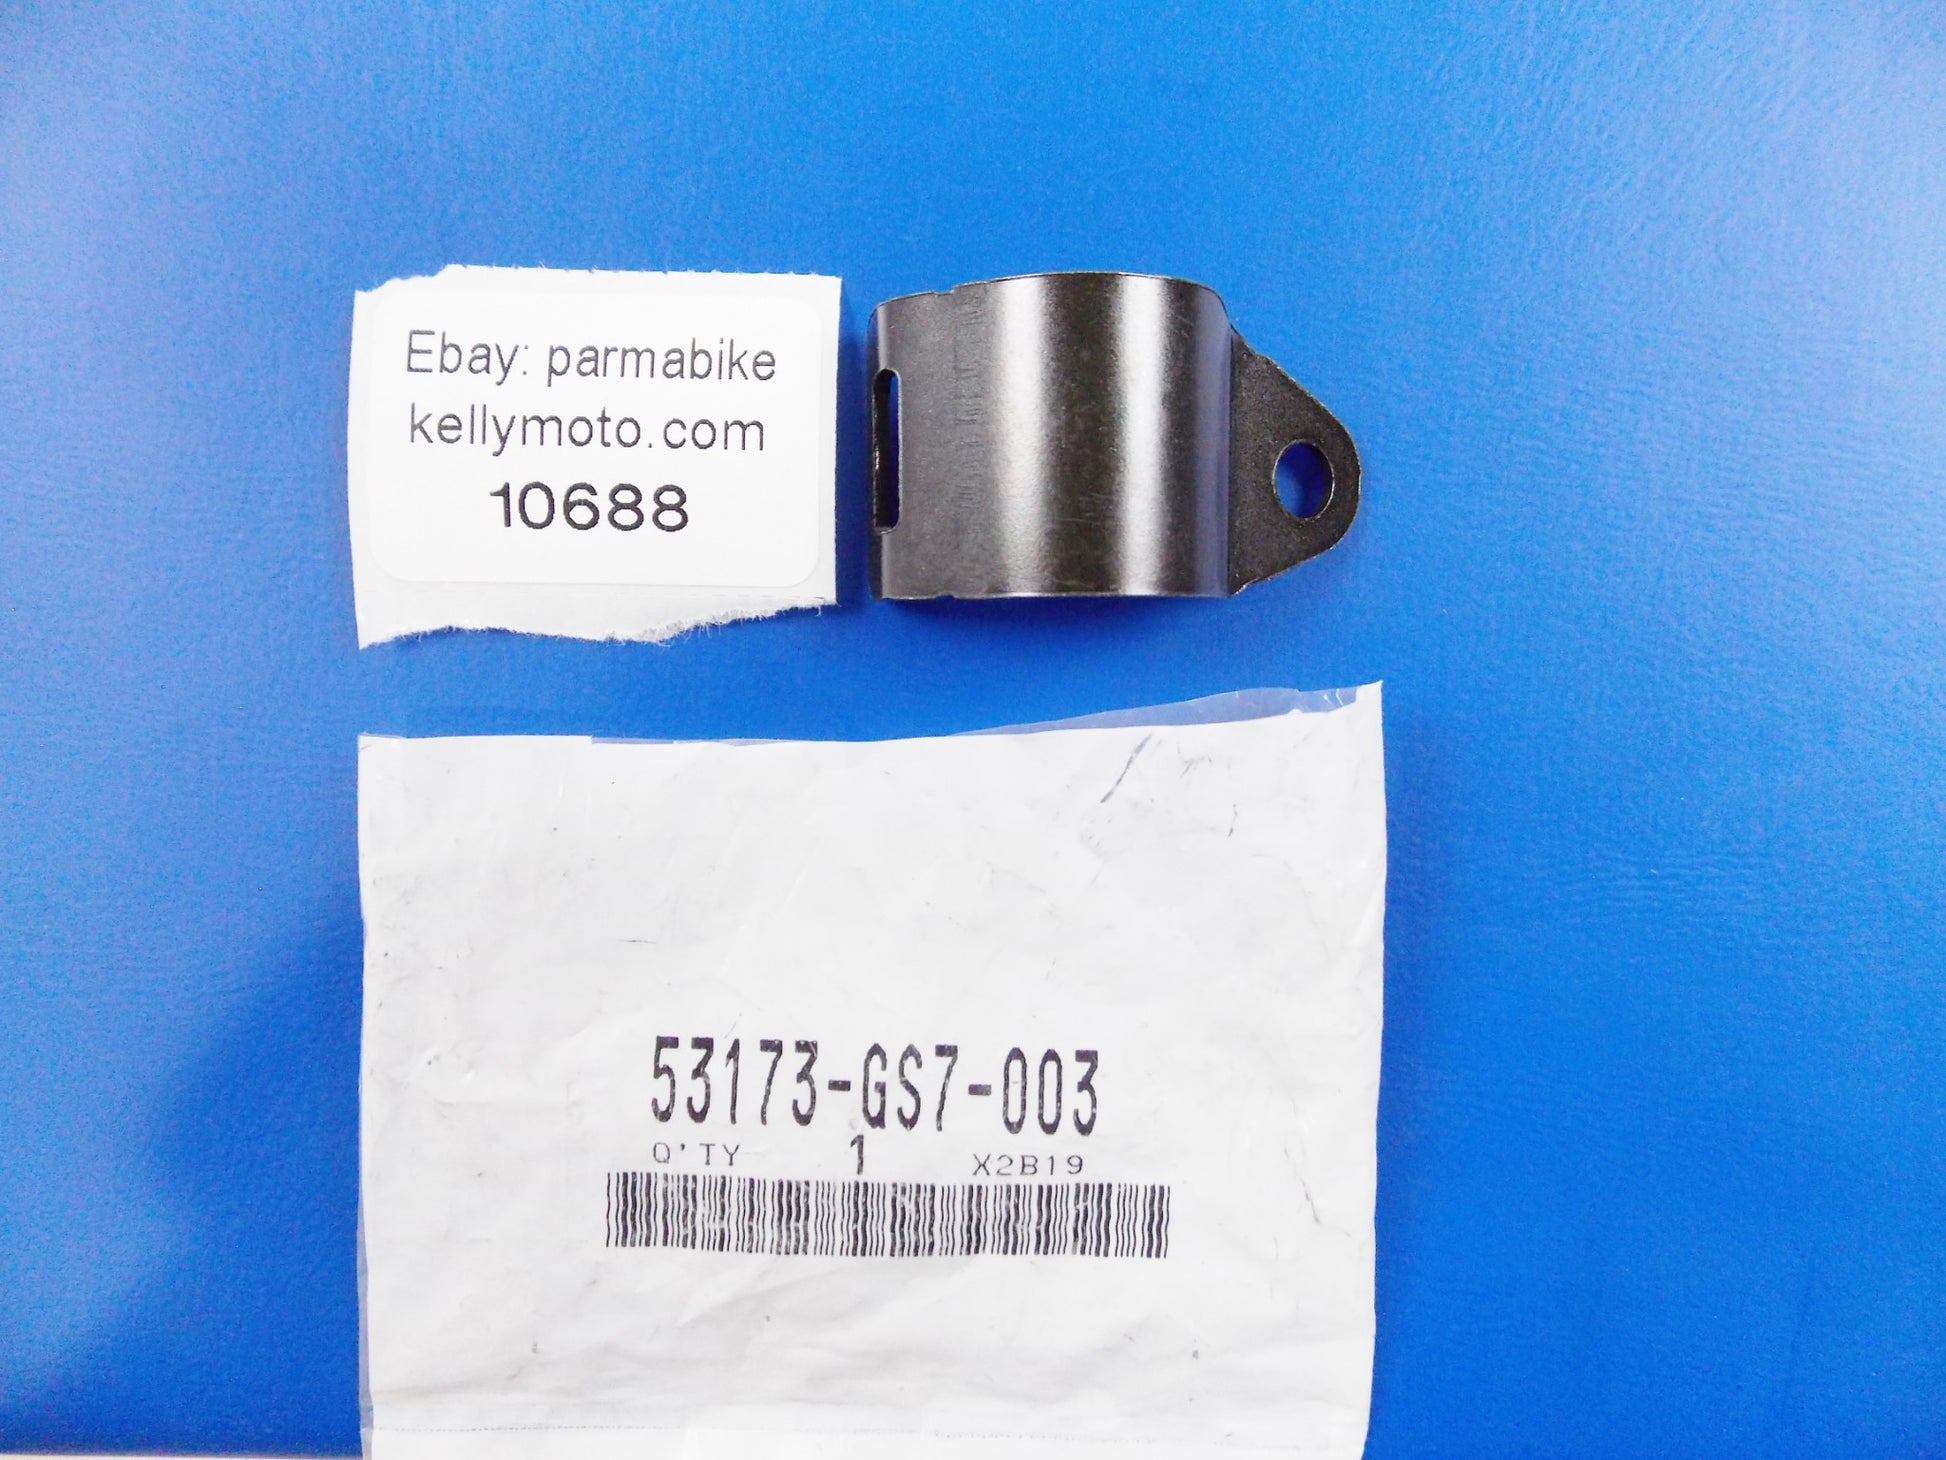 Ebay: parmabike
kellymoto.com
10688
53173-GS7-003
Q'TY 1 X2B19